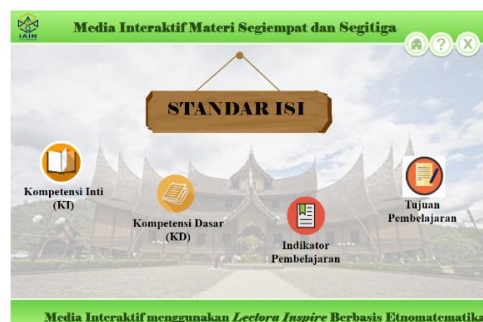 IAIN
Media Interaktif Materi Segiempat dan Segitiga
? X
STANDAR ISI
Kompetensi Inti
(KI)
Kompetensi Dasar
(KD)
Indikator
Pembelajaran
Tujuan
Pembelajaran
Media Interaktif menggunakan Lectora Inspire Berbasis Etnomatematika